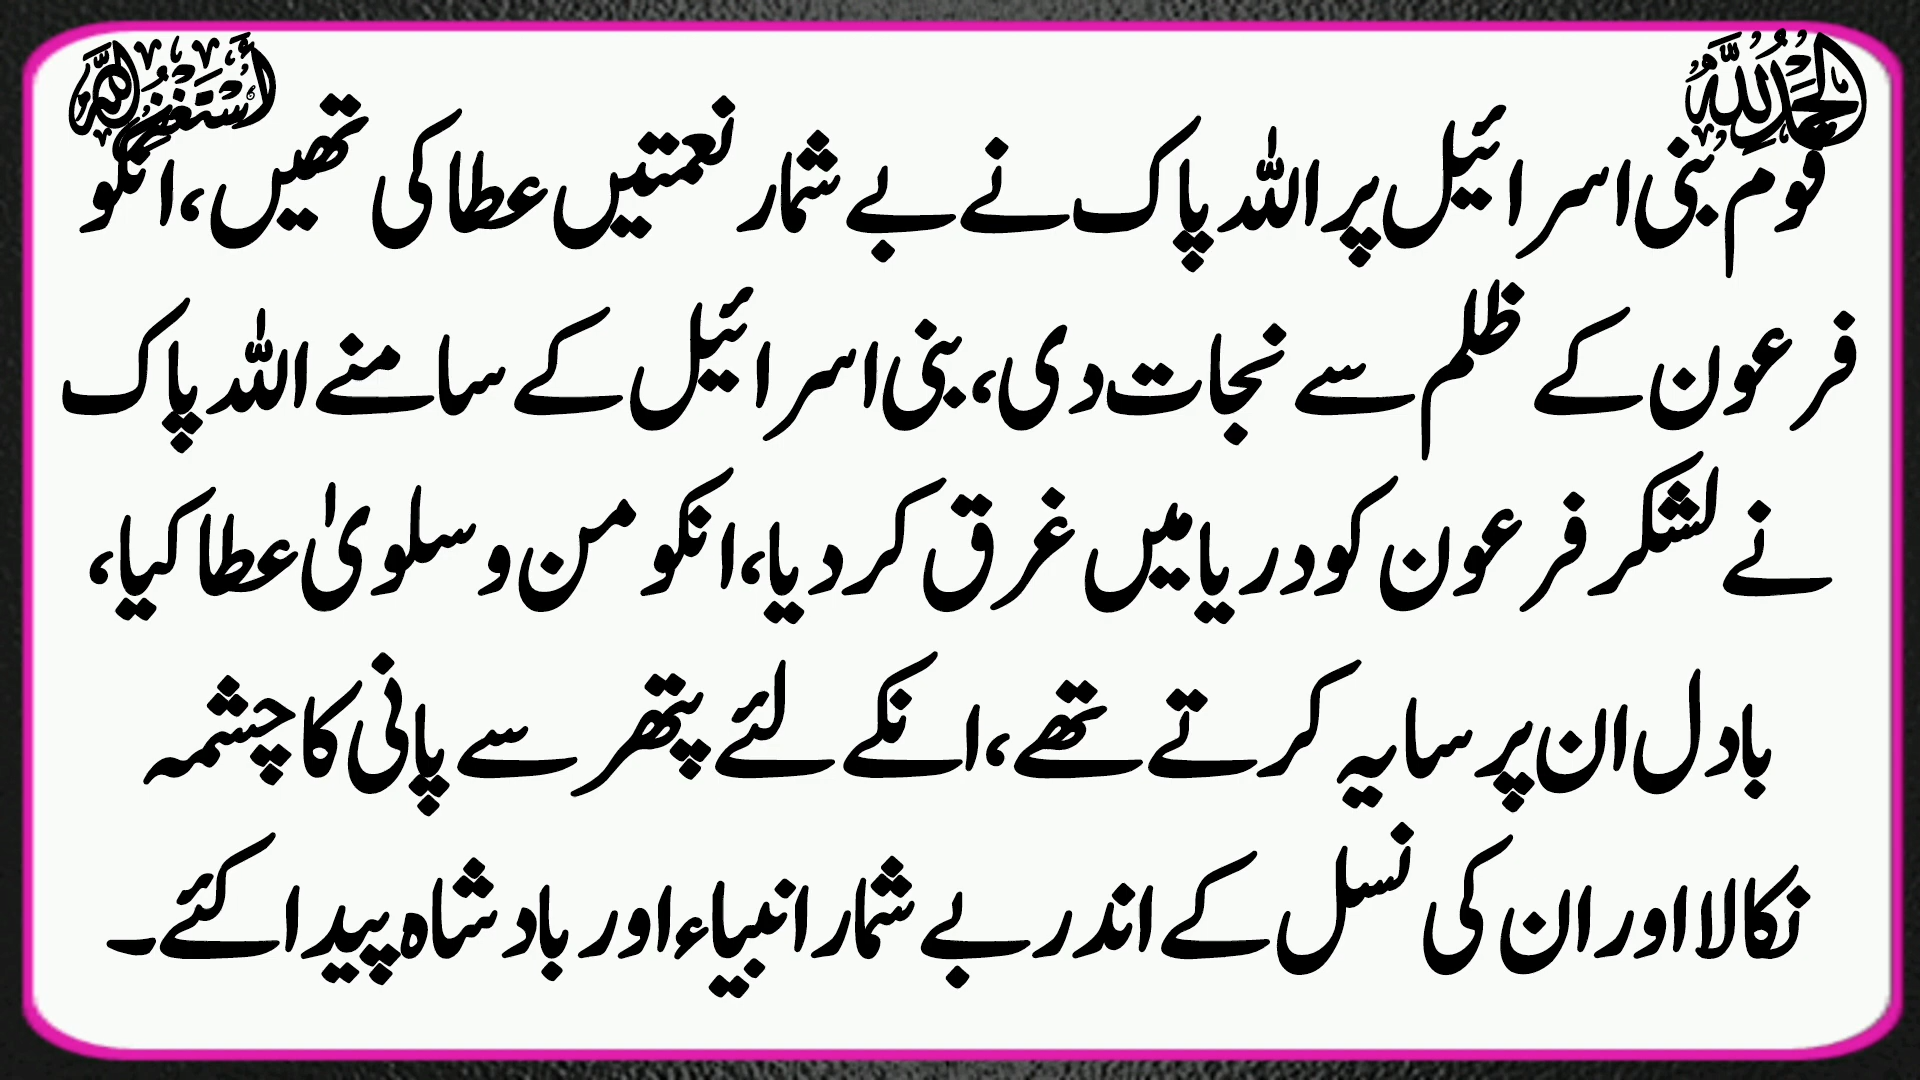 الحمدللہ
أستغفر اللہ
قوم بنی اسرائیل پر اللہ پاک نے بے شمار نعمتیں عطا کی تھیں، انکو
فرعون کے ظلم سے نجات دی، بنی اسرائیل کے سامنے اللہ پاک
نے لشکر فرعون کو دریا میں غرق کر دیا، انکو من و سلویٰ عطا کیا،
بادل ان پر سایہ کرتے تھے، انکے لئے پتھر سے پانی کا چشمہ
نکالا اور ان کی نسل کے اندر بے شمار انبیاء اور بادشاہ پیدا کئے۔